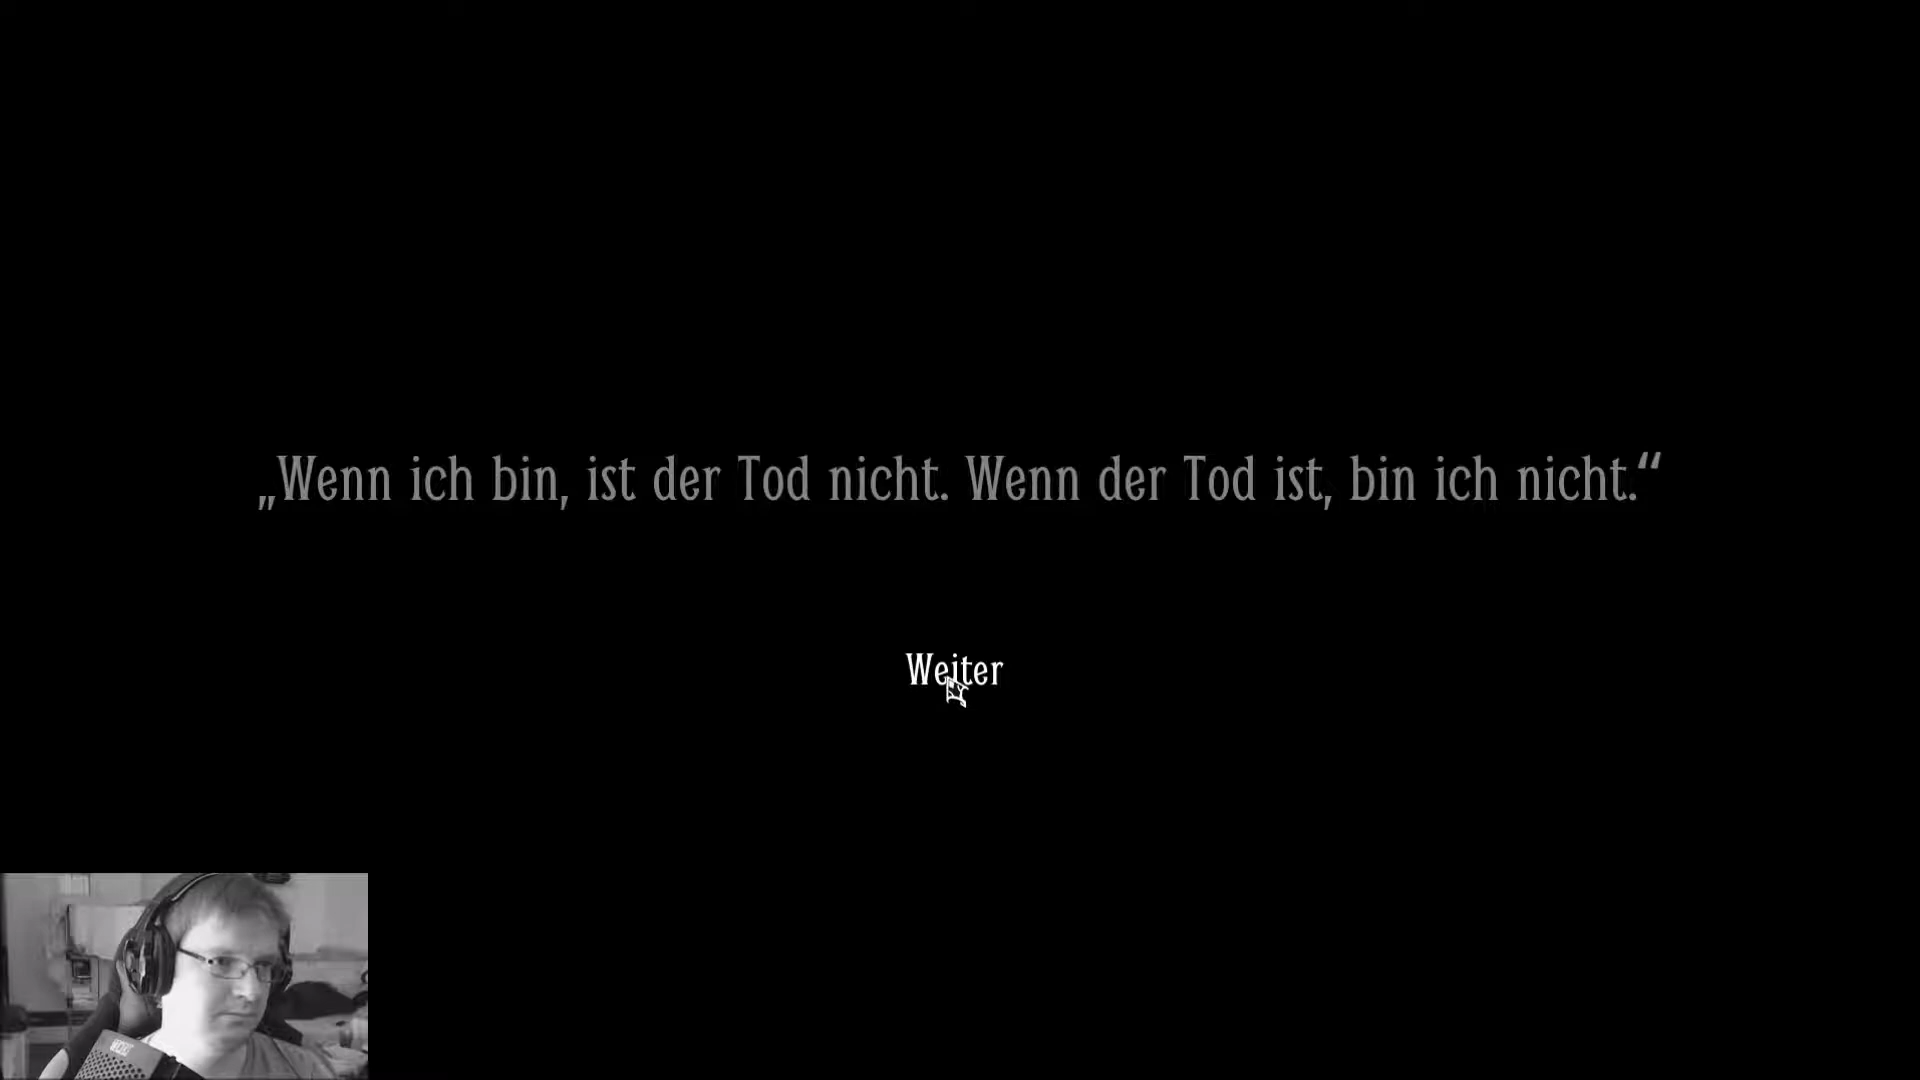 „Wenn ich bin, ist der Tod nicht. Wenn der Tod ist, bin ich nicht.“
Weiter